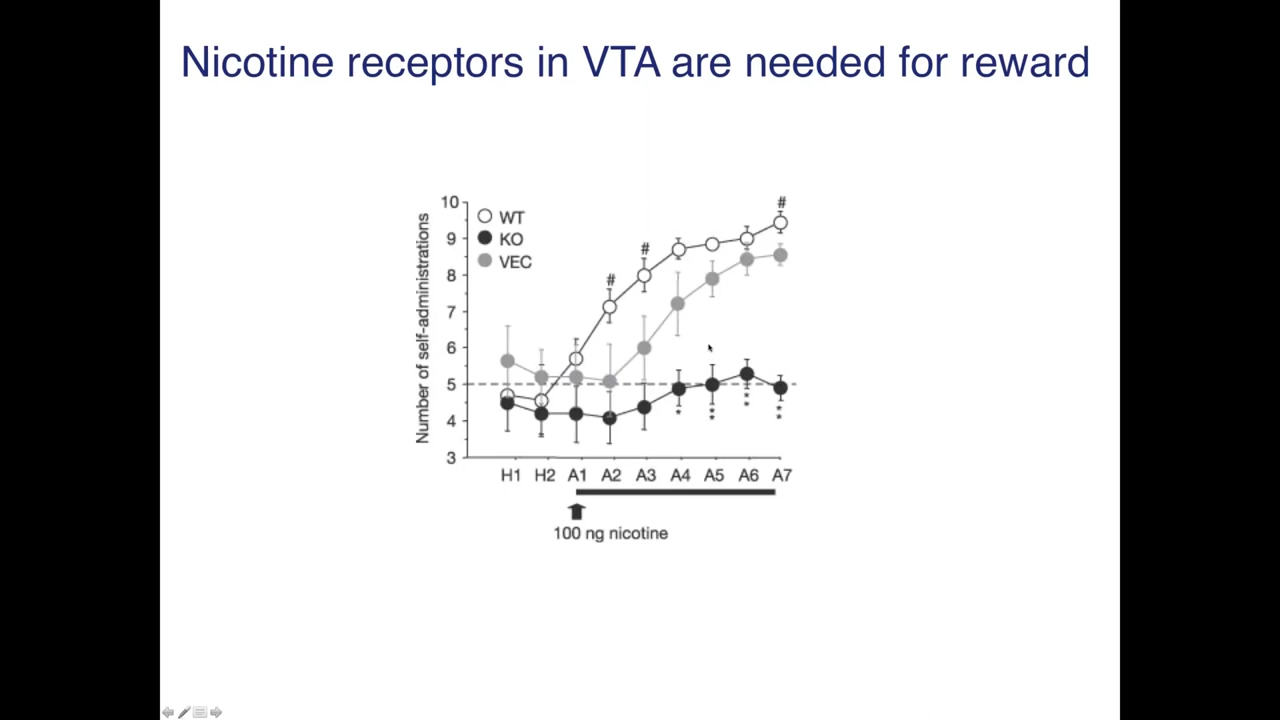 Nicotine receptors in VTA are needed for reward
Number of self-administrations
10
9
8
7
6
5
4
3
WT
KO
VEC
#
#
#
#
*
*
*
*
*
*
*
*
H1 H2 A1 A2 A3 A4 A5 A6 A7
100 ng nicotine